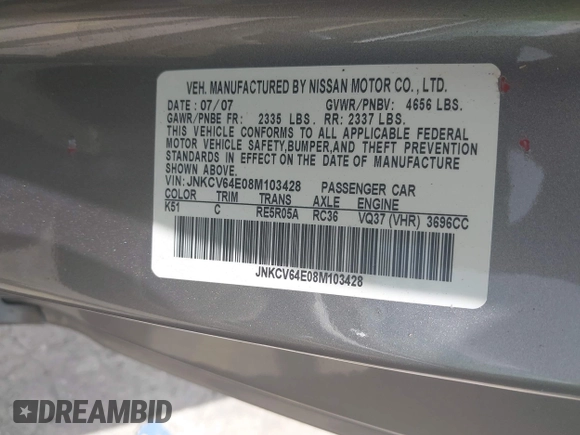 VEH. MANUFACTURED BY NISSAN MOTOR CO., LTD.
DATE : 07/07 GVWR/PNBV: 4656 LBS.
GAWR/PNBE FR: 2335 LBS. RR: 2337 LBS.
THIS VEHICLE CONFORMS TO ALL APPLICABLE FEDERAL
MOTOR VEHICLE SAFETY,BUMPER,AND THEFT PREVENTION
STANDARDS IN EFFECT ON THE DATE OF MANUFACTURE
SHOWN ABOVE.
VIN: JNKCV64E08M103428 PASSENGER CAR
COLOR TRIM TRANS AXLE ENGINE
K51 C RE5R05A RC36 VQ37 (VHR) 3696CC
JNKCV64E08M103428
DREAMBID